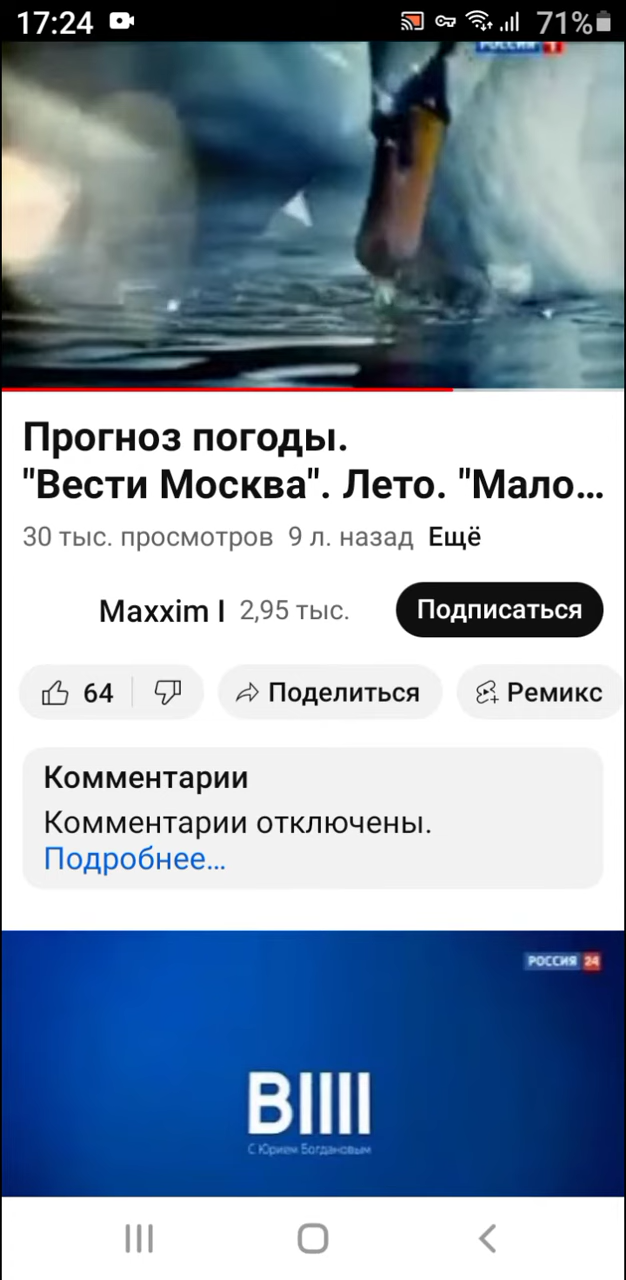 17:24
71%
РОССИЯ 1
Прогноз погоды.
"Вести Москва". Лето. "Мало...
30 тыс. просмотров 9 л. назад Ещё
Maxxim I 2,95 тыс. Подписаться
64 Поделиться Ремикс
Комментарии
Комментарии отключены.
Подробнее...
РОССИЯ 24
ВIIII
С Юрием Богдановым